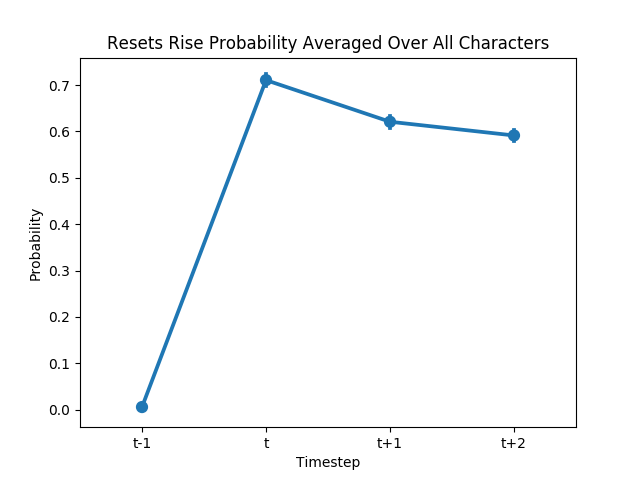 Resets Rise Probability Averaged Over All Characters
0.7
0.6
0.5
0.4
0.3
0.2
0.1
0.0
Probability
t-1
t
t+1
t+2
Timestep